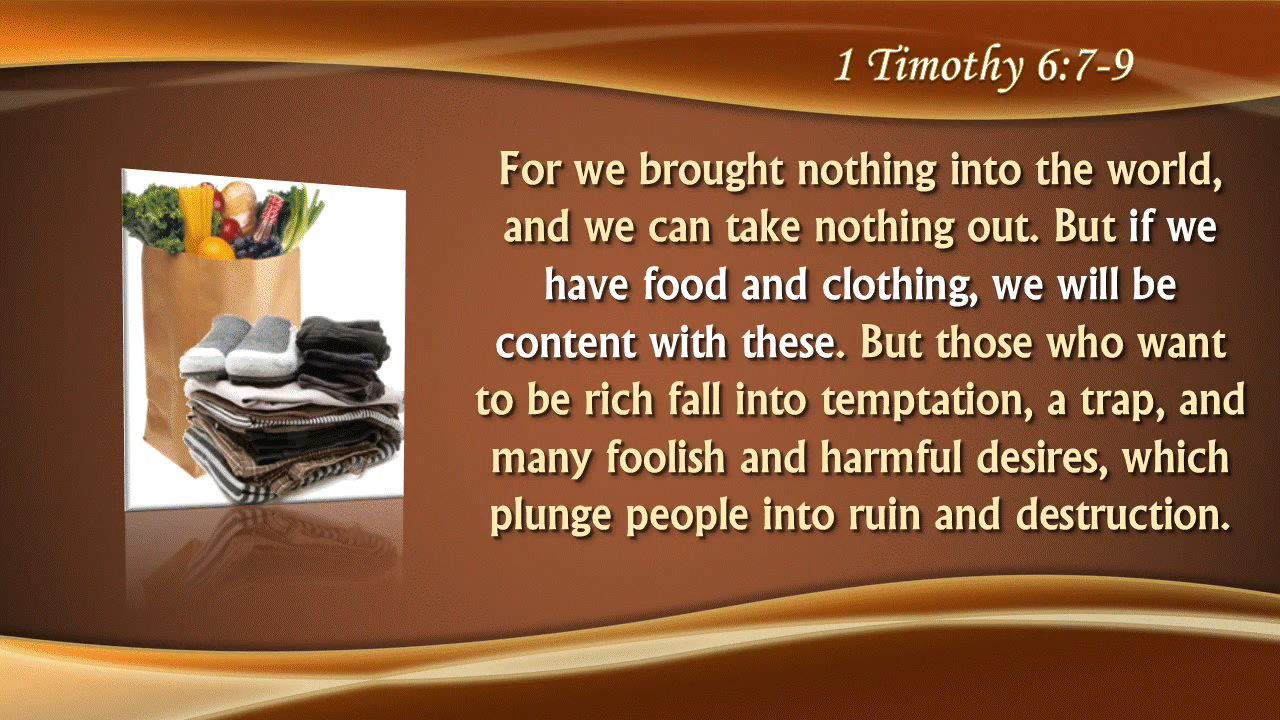 1 Timothy 6:7-9
For we brought nothing into the world,
and we can take nothing out. But if we
have food and clothing, we will be
content with these. But those who want
to be rich fall into temptation, a trap, and
many foolish and harmful desires, which
plunge people into ruin and destruction.